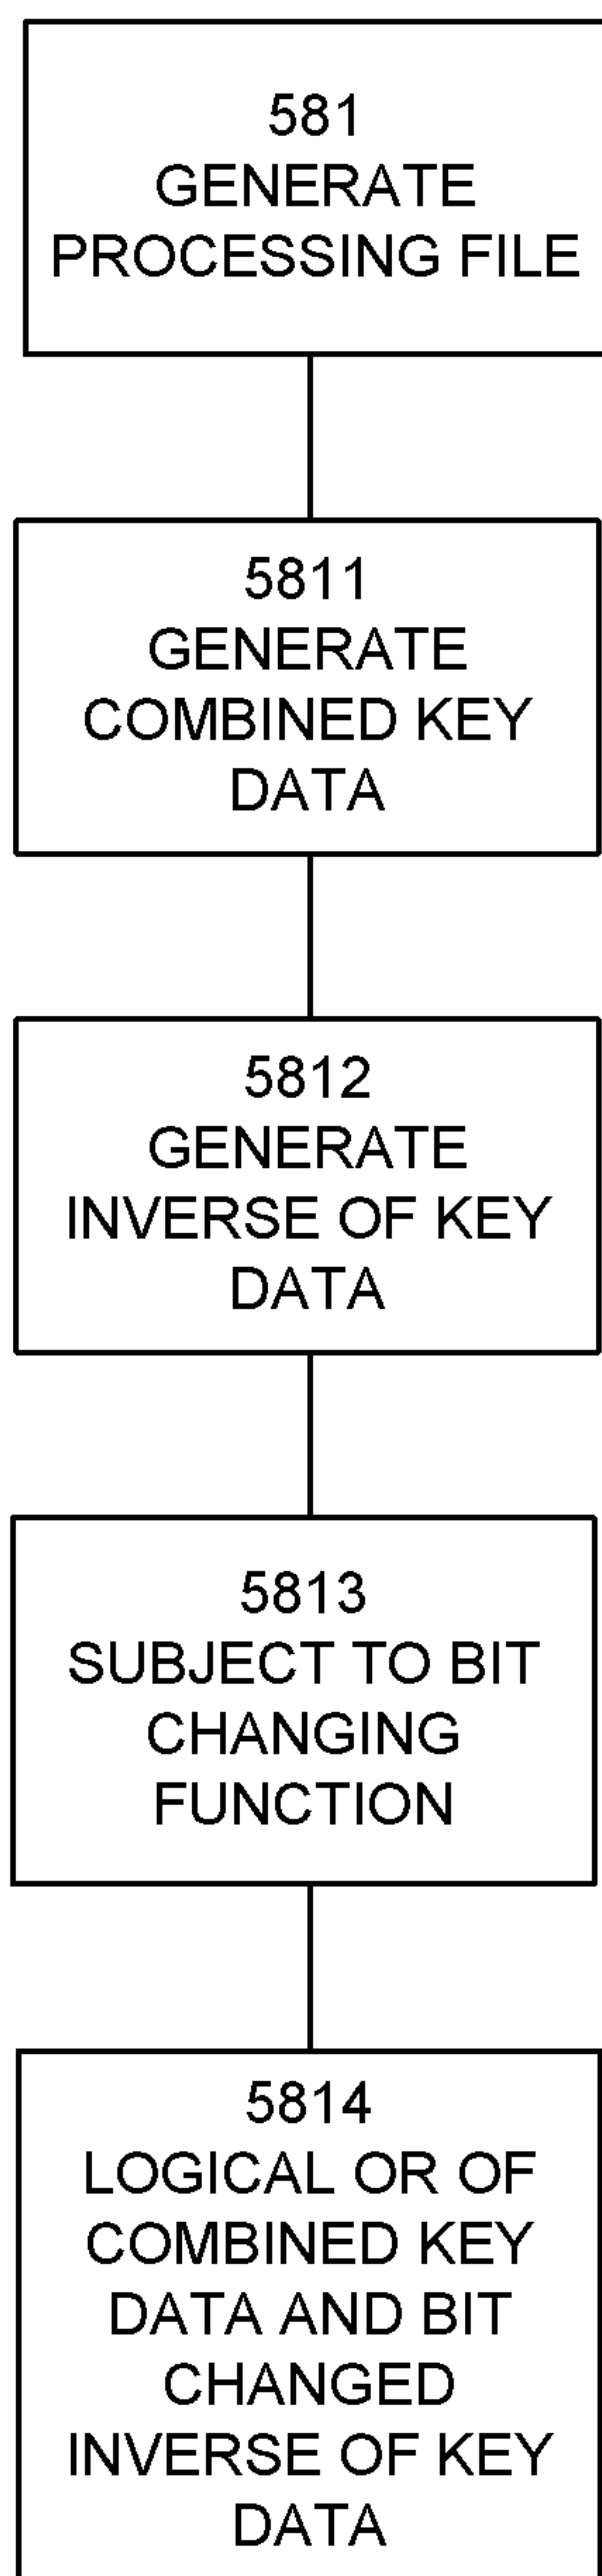 581
GENERATE
PROCESSING FILE
5811
GENERATE
COMBINED KEY
DATA
5812
GENERATE
INVERSE OF KEY
DATA
5813
SUBJECT TO BIT
CHANGING
FUNCTION
5814
LOGICAL OR OF
COMBINED KEY
DATA AND BIT
CHANGED
INVERSE OF KEY
DATA